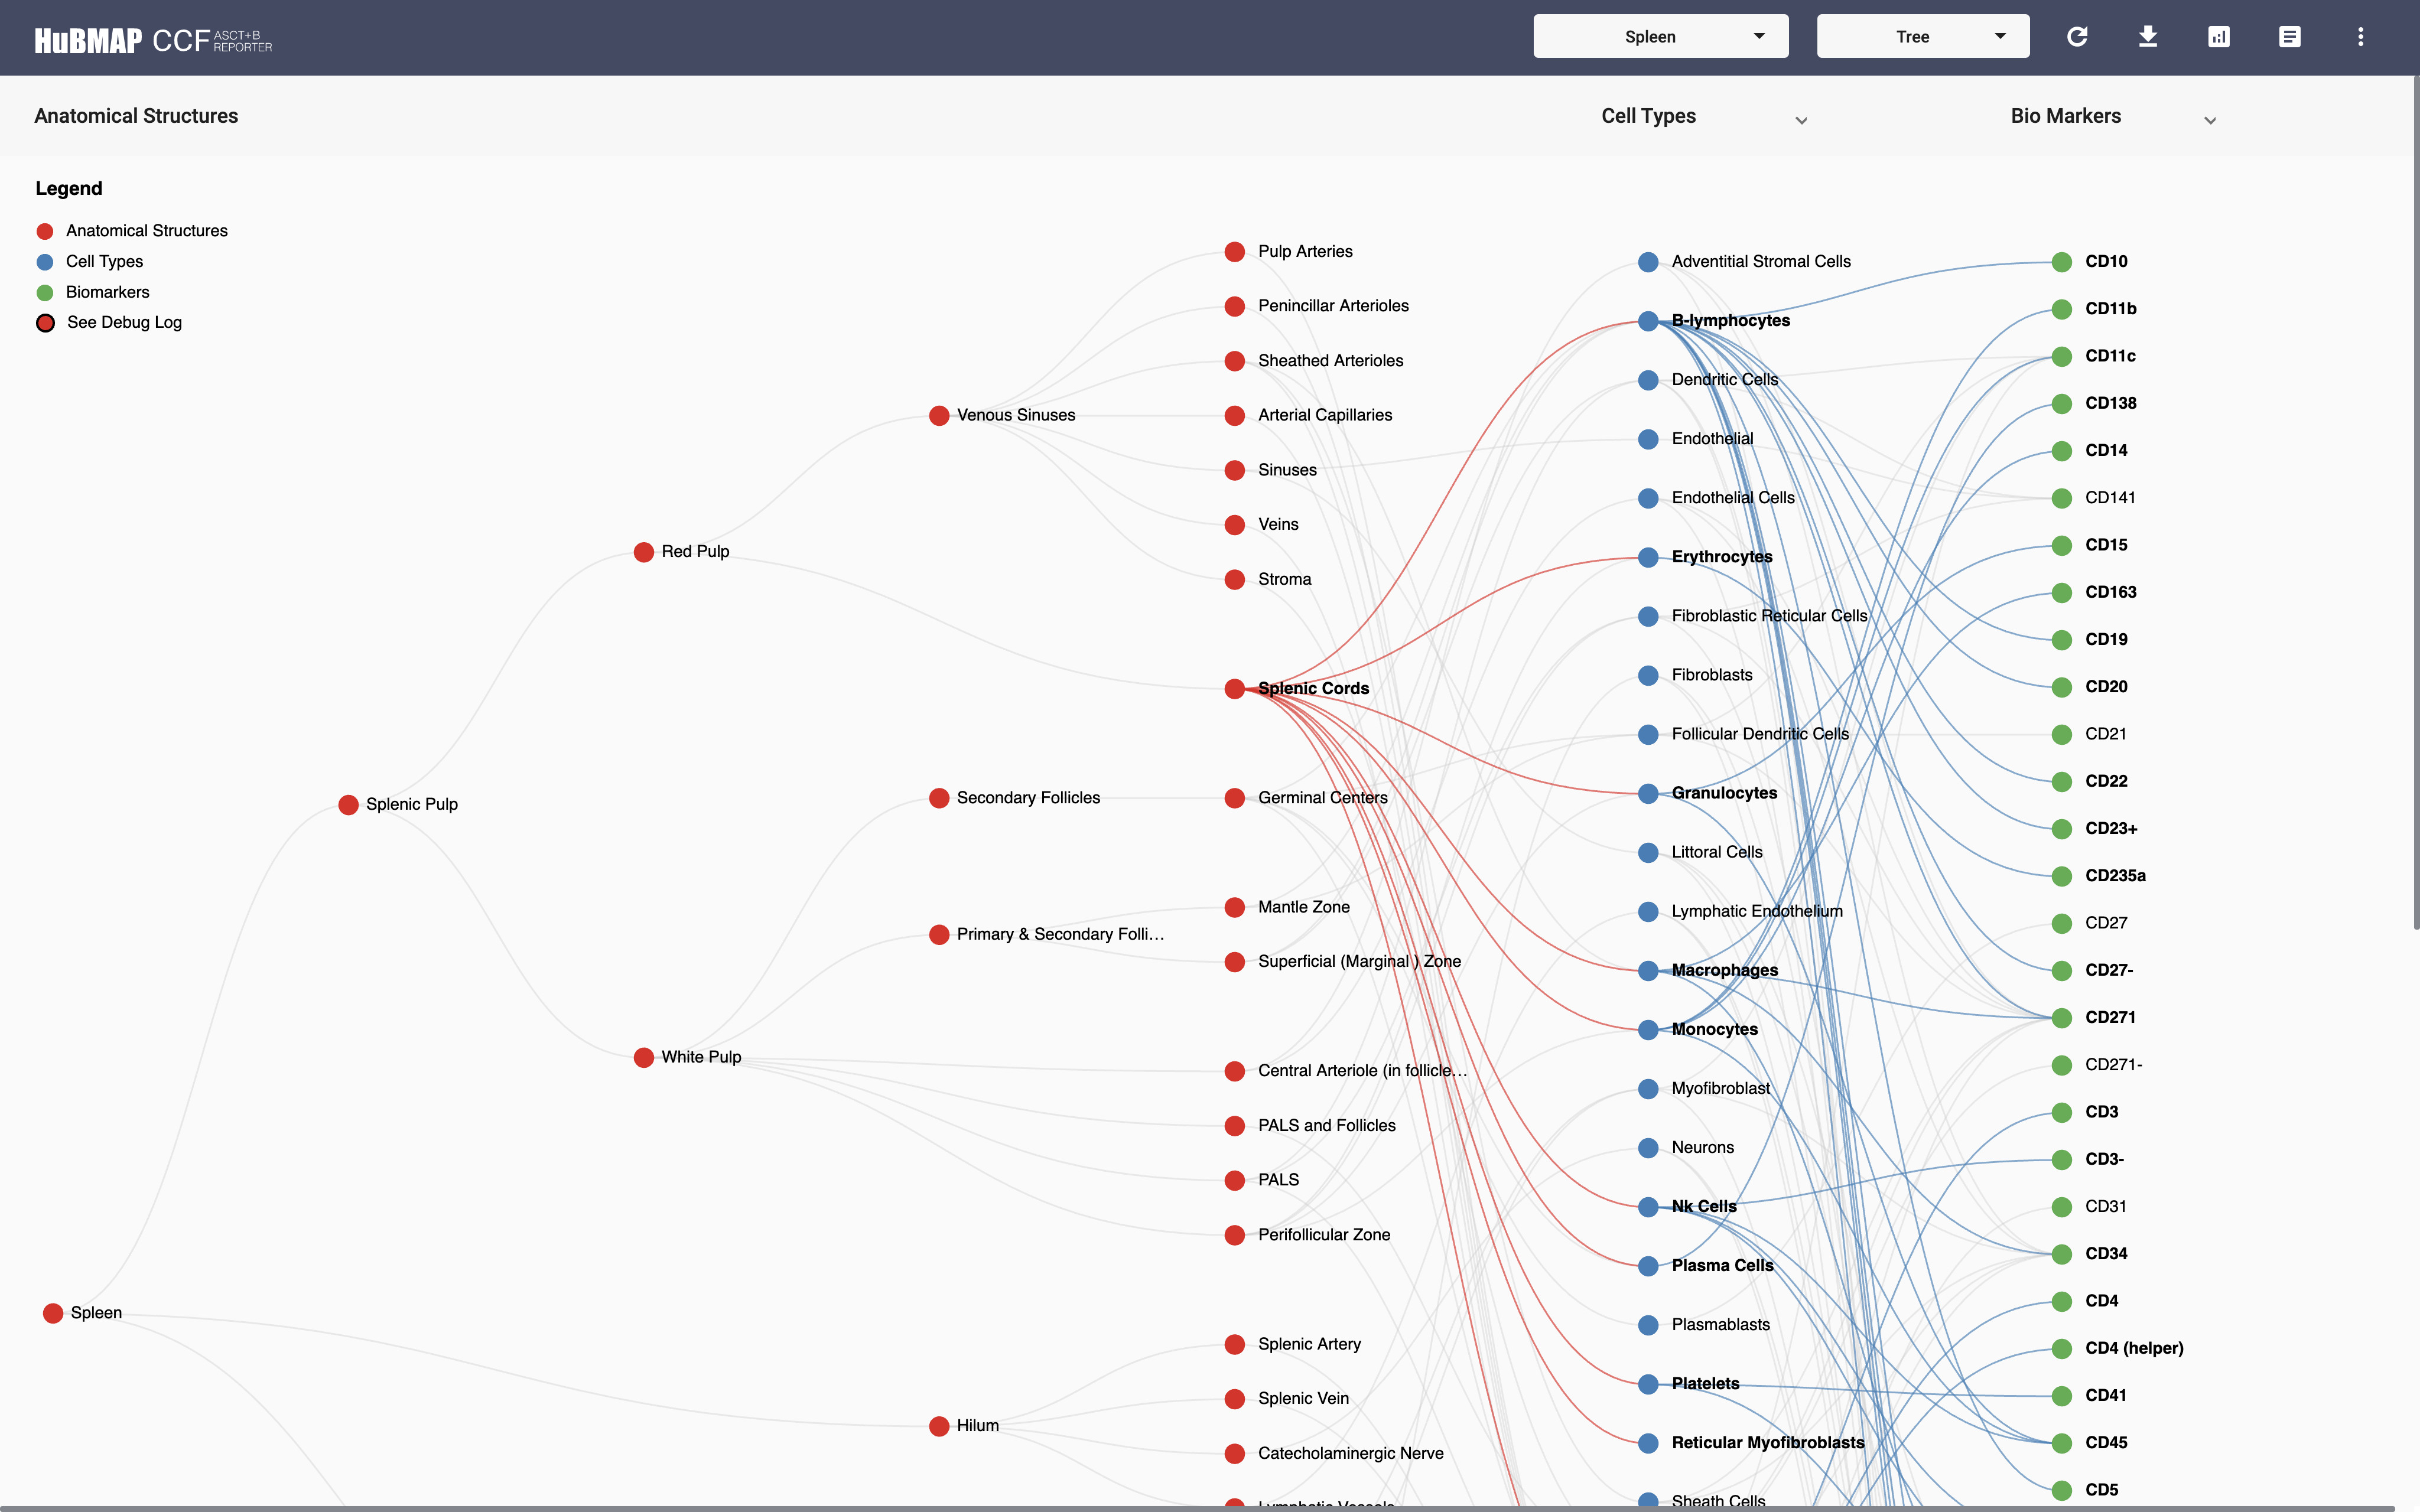 HuBMAP CCF ASCT+B REPORTER
Spleen
Tree
Anatomical Structures
Cell Types
Bio Markers
Legend
Anatomical Structures
Cell Types
Biomarkers
See Debug Log
Spleen
Splenic Pulp
Red Pulp
White Pulp
Venous Sinuses
Secondary Follicles
Primary & Secondary Folli…
Hilum
Pulp Arteries
Penincillar Arterioles
Sheathed Arterioles
Arterial Capillaries
Sinuses
Veins
Stroma
Splenic Cords
Germinal Centers
Mantle Zone
Superficial (Marginal ) Zone
Central Arteriole (in follicle…
PALS and Follicles
PALS
Perifollicular Zone
Splenic Artery
Splenic Vein
Catecholaminergic Nerve
Lymphatic Vessels
Adventitial Stromal Cells
B-lymphocytes
Dendritic Cells
Endothelial
Endothelial Cells
Erythrocytes
Fibroblastic Reticular Cells
Fibroblasts
Follicular Dendritic Cells
Granulocytes
Littoral Cells
Lymphatic Endothelium
Macrophages
Monocytes
Myofibroblast
Neurons
Nk Cells
Plasma Cells
Plasmablasts
Platelets
Reticular Myofibroblasts
Sheath Cells
CD10
CD11b
CD11c
CD138
CD14
CD141
CD15
CD163
CD19
CD20
CD21
CD22
CD23+
CD235a
CD27
CD27-
CD271
CD271-
CD3
CD3-
CD31
CD34
CD4
CD4 (helper)
CD41
CD45
CD5